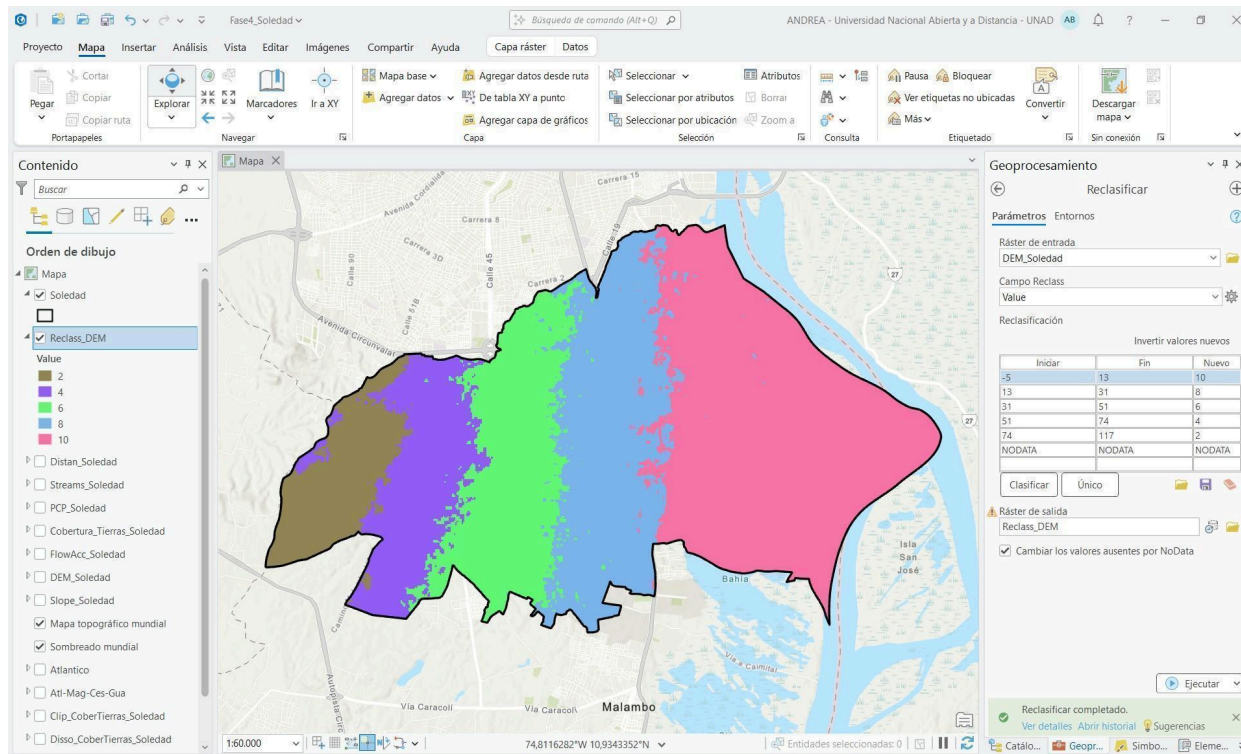 Fase4_Soledad
Búsqueda de comando (Alt+Q)
ANDREA - Universidad Nacional Abierta y a Distancia - UNAD
AB
?
Proyecto Mapa Insertar Análisis Vista Editar Imágenes Compartir Ayuda Capa ráster Datos
Pegar
Cortar
Copiar
Copiar ruta
Portapapeles
Explorar
Marcadores
Ir a XY
Navegar
Mapa base
Agregar datos
Agregar datos desde ruta
De tabla XY a punto
Agregar capa de gráficos
Capa
Seleccionar
Seleccionar por atributos
Seleccionar por ubicación
Atributos
Borrar
Zoom a
Selección
Consulta
Pausa
Bloquear
Ver etiquetas no ubicadas
Más
Convertir
Etiquetado
Descargar mapa
Sin conexión
Contenido
Buscar
Orden de dibujo
Mapa
Soledad
Reclass_DEM
Value
2
4
6
8
10
Distan_Soledad
Streams_Soledad
PCP_Soledad
Cobertura_Tierras_Soledad
FlowAcc_Soledad
DEM_Soledad
Slope_Soledad
Mapa topográfico mundial
Sombreado mundial
Atlantico
Atl-Mag-Ces-Gua
Clip_CoberTierras_Soledad
Disso_CoberTierras_Soledad
Mapa
Carrera 15
Avenida Cordialidad
Carrera 8
Calle 19
Carrera 3D
Calle 90
Calle 45
Carrera 2
Calle 51B
Avenida Circunvalar
27
27
Isla
San
José
Bahía
Vía a Caimital
Camino
Autopista Circ
Vía Caracolí
Vía Caracolí
Malambo
1:60.000
74,8116282°W 10,9343352°N
Entidades seleccionadas: 0
Geoprocesamiento
Reclasificar
Parámetros Entornos
Ráster de entrada
DEM_Soledad
Campo Reclass
Value
Reclasificación
Invertir valores nuevos
Iniciar Fin Nuevo
-5 13 10
13 31 8
31 51 6
51 74 4
74 117 2
NODATA NODATA NODATA
Clasificar Único
Ráster de salida
Reclass_DEM
Cambiar los valores ausentes por NoData
Ejecutar
Reclasificar completado.
Ver detalles Abrir historial Sugerencias
Catálo... Geopr... Simbo... Eleme...